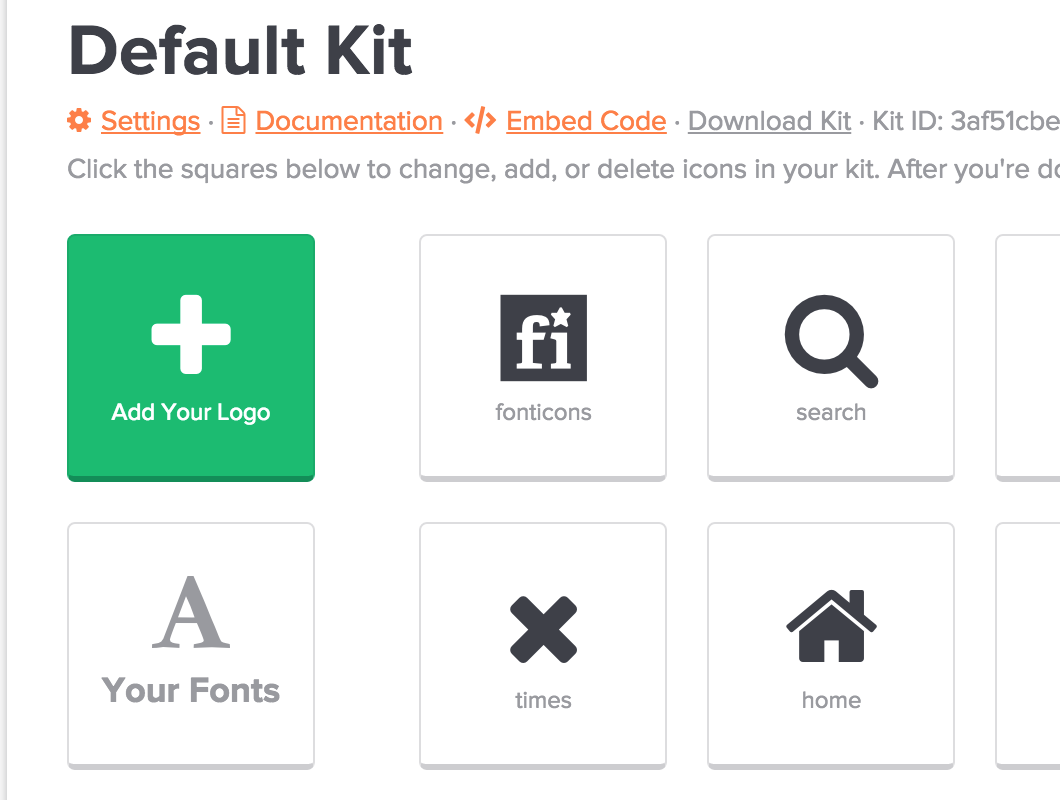 Default Kit
Settings · Documentation · Embed Code · Download Kit · Kit ID: 3af51cbe
Click the squares below to change, add, or delete icons in your kit. After you're
Add Your Logo
fi
fonticons
search
A
Your Fonts
times
home